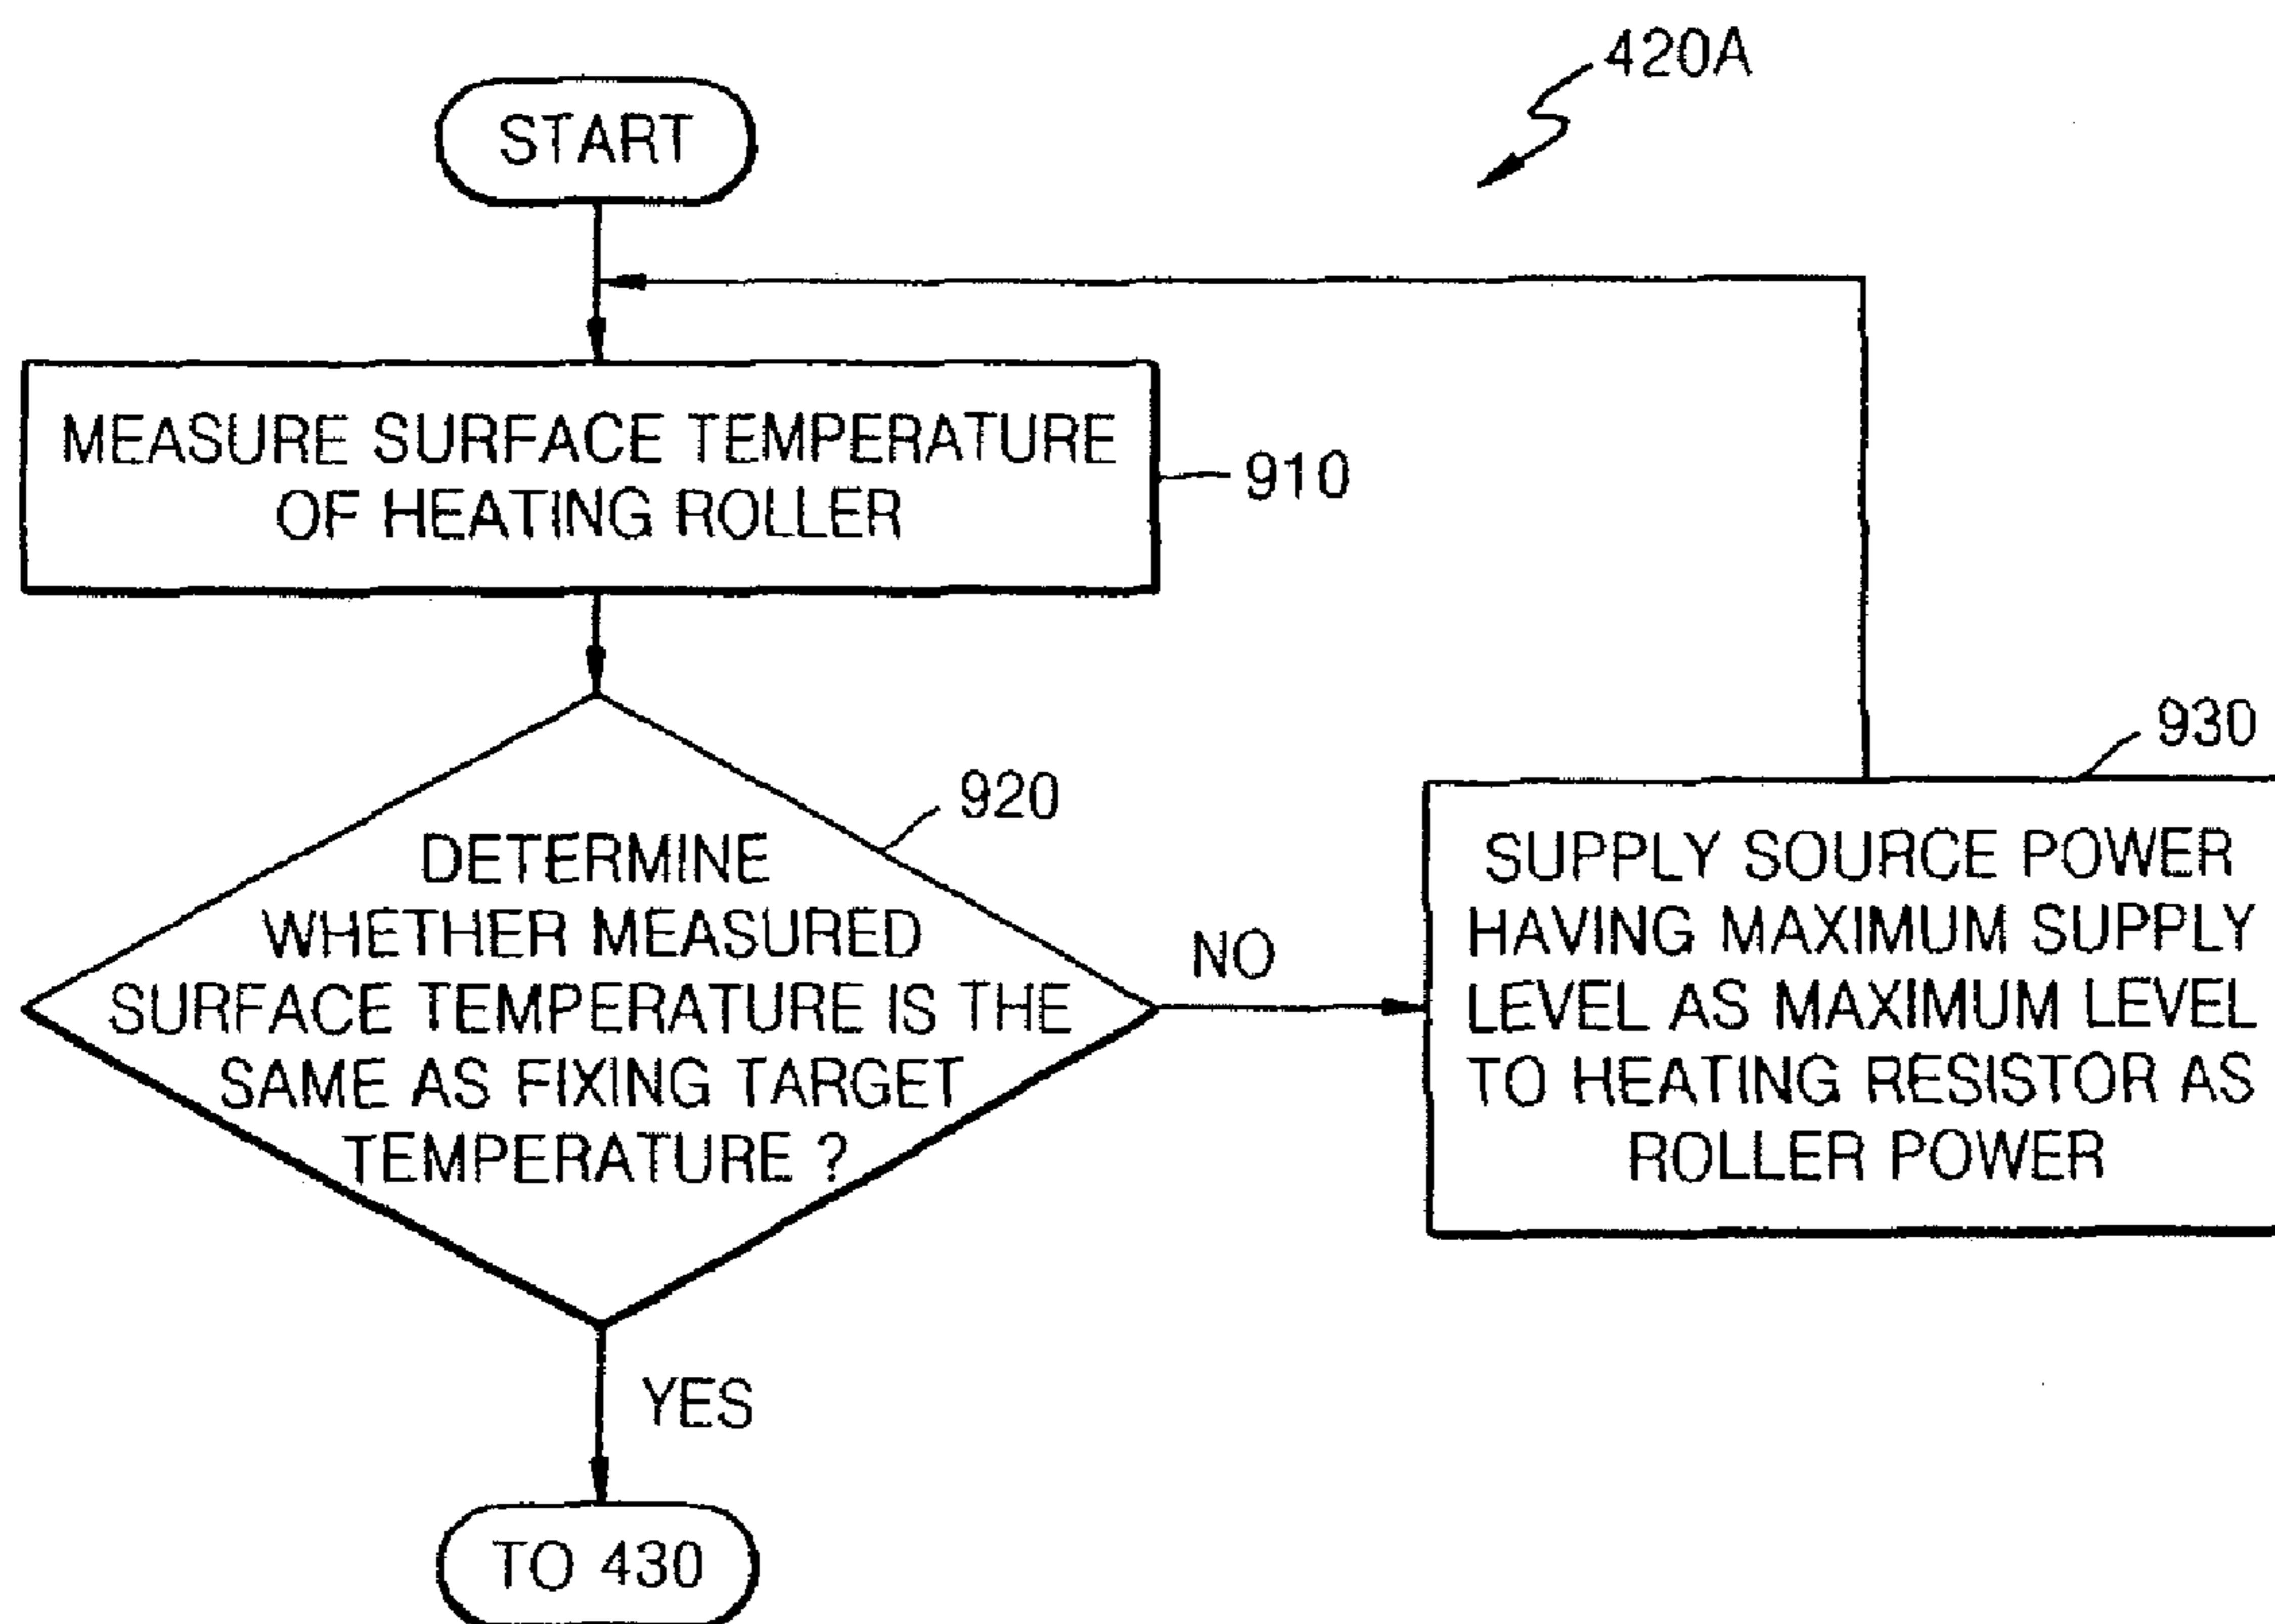 420A
START
MEASURE SURFACE TEMPERATURE
OF HEATING ROLLER
910
920
DETERMINE
WHETHER MEASURED
SURFACE TEMPERATURE IS THE
SAME AS FIXING TARGET
TEMPERATURE ?
NO
930
SUPPLY SOURCE POWER
HAVING MAXIMUM SUPPLY
LEVEL AS MAXIMUM LEVEL
TO HEATING RESISTOR AS
ROLLER POWER
YES
TO 430